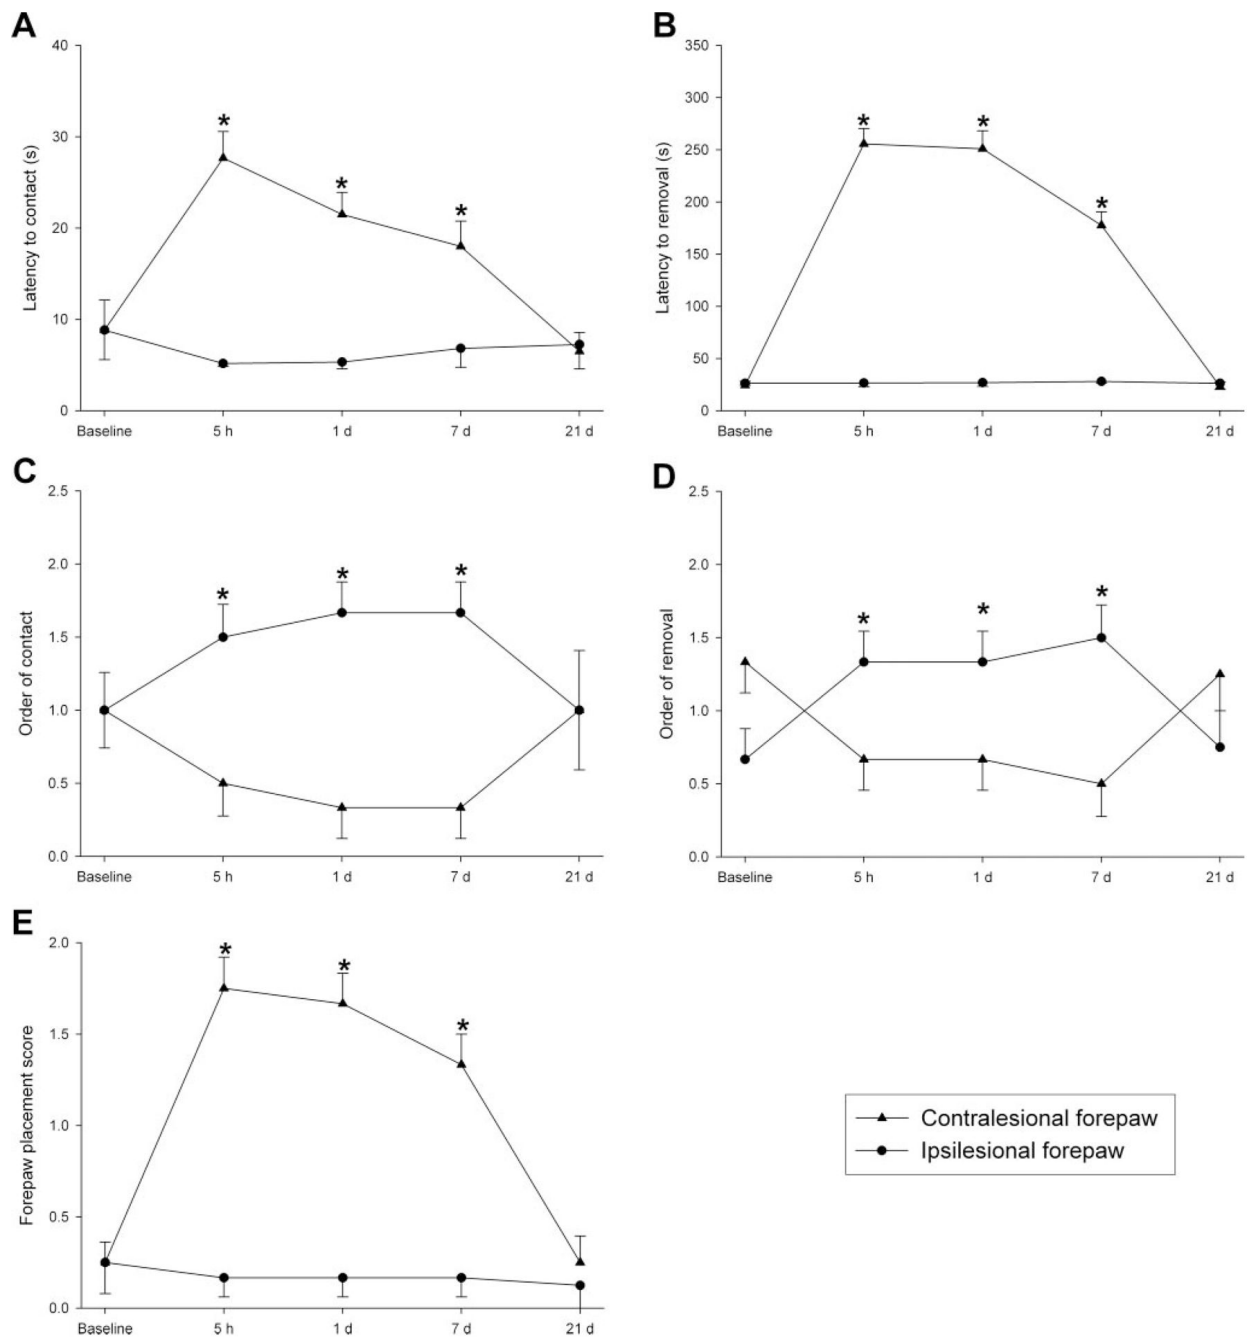 A
40
30
20
10
0
Latency to contact (s)
*
*
*
Baseline 5 h 1 d 7 d 21 d
B
350
300
250
200
150
100
50
0
Latency to removal (s)
*
*
*
Baseline 5 h 1 d 7 d 21 d
C
2.5
2.0
1.5
1.0
0.5
0.0
Order of contact
*
*
*
Baseline 5 h 1 d 7 d 21 d
D
2.5
2.0
1.5
1.0
0.5
0.0
Order of removal
*
*
*
Baseline 5 h 1 d 7 d 21 d
E
2.0
1.5
1.0
0.5
0.0
Forepaw placement score
*
*
*
Baseline 5 h 1 d 7 d 21 d
Contralesional forepaw
Ipsilesional forepaw